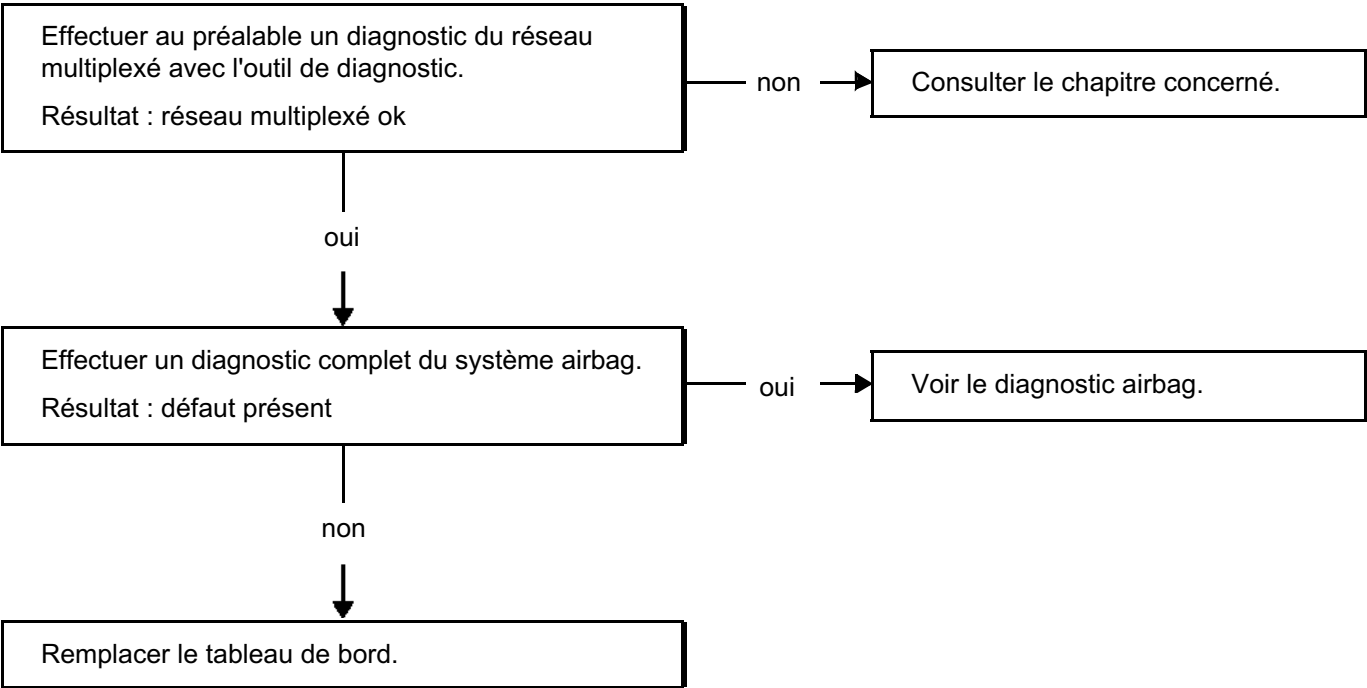 Effectuer au préalable un diagnostic du réseau
multiplexé avec l'outil de diagnostic.
Résultat : réseau multiplexé ok
non
Consulter le chapitre concerné.
oui
Effectuer un diagnostic complet du système airbag.
Résultat : défaut présent
oui
Voir le diagnostic airbag.
non
Remplacer le tableau de bord.